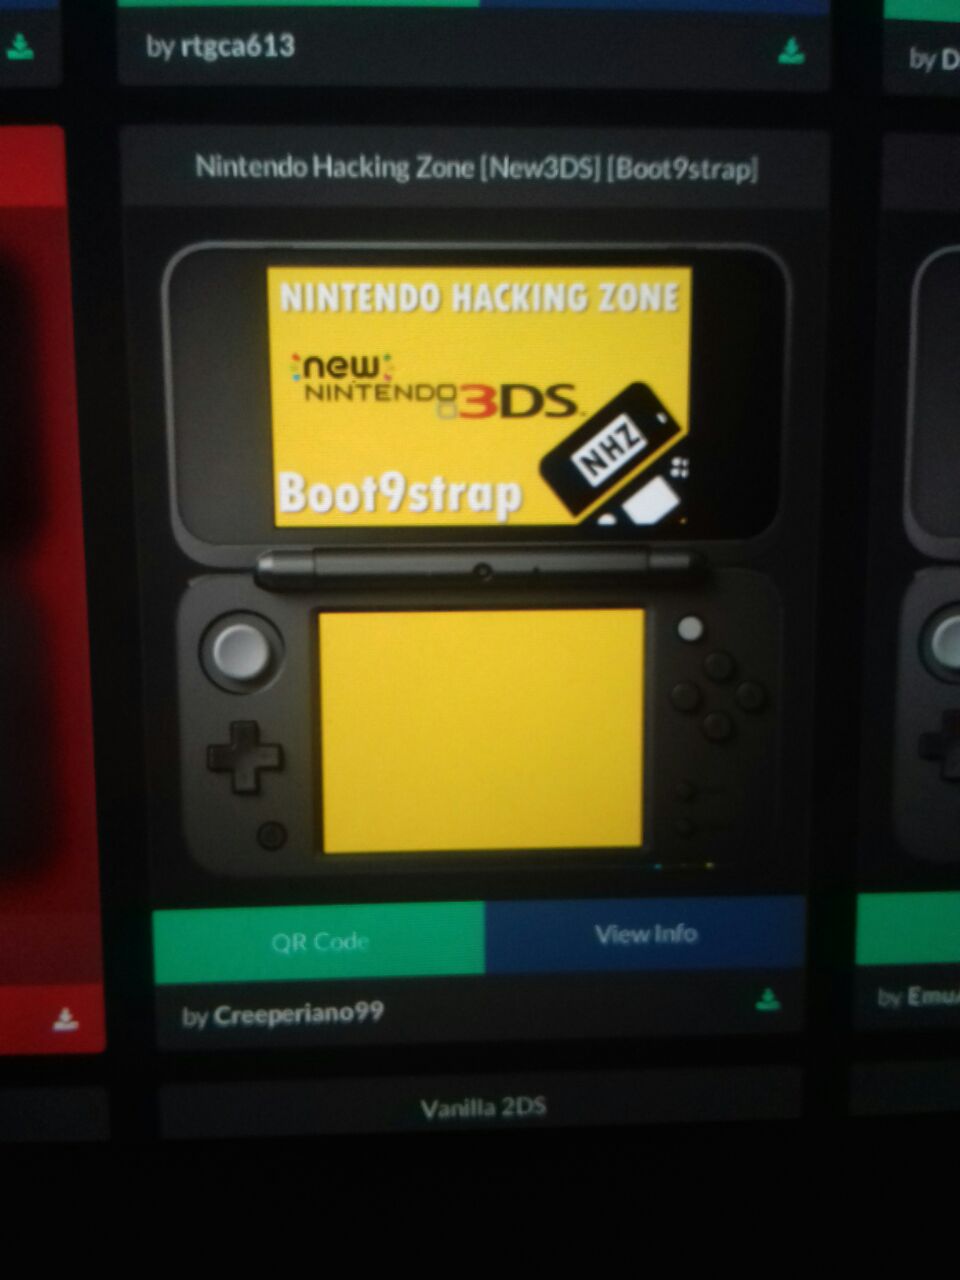 by rtgca613
by D
Nintendo Hacking Zone [New3DS] [Boot9strap]
NINTENDO HACKING ZONE
new
NINTENDO 3DS
NHZ
Boot9strap
QR Code
View Info
by Creeperiano99
by Emu
Vanilla 2DS